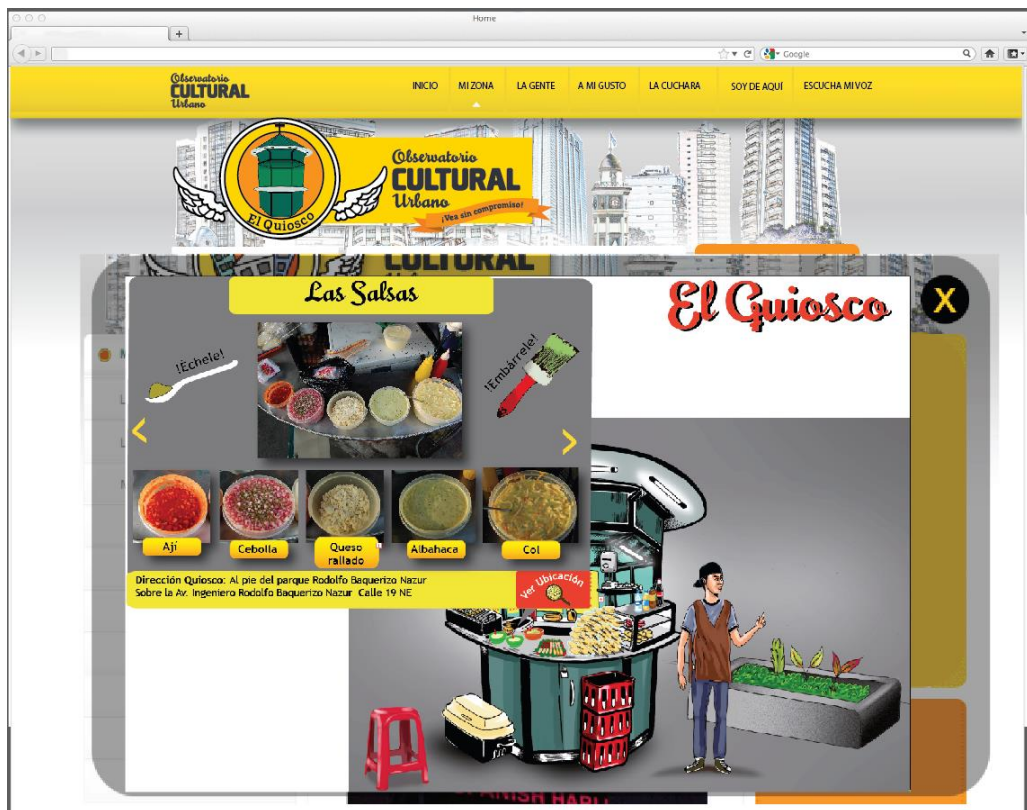 Home
Google
Observatorio
CULTURAL
Urbano
INICIO
MI ZONA
LA GENTE
A MI GUSTO
LA CUCHARA
SOY DE AQUÍ
ESCUCHA MI VOZ
El Quiosco
Observatorio
CULTURAL
Urbano
¡Vea sin compromiso!
CULTURAL
Las Salsas
El Quiosco
X
!Échele!
!Embárrele!
<
>
Ají
Cebolla
Queso
rallado
Albahaca
Col
Dirección Quiosco: Al pie del parque Rodolfo Baquerizo Nazur
Sobre la Av. Ingeniero Rodolfo Baquerizo Nazur Calle 19 NE
Ver Ubicación
SPANISH